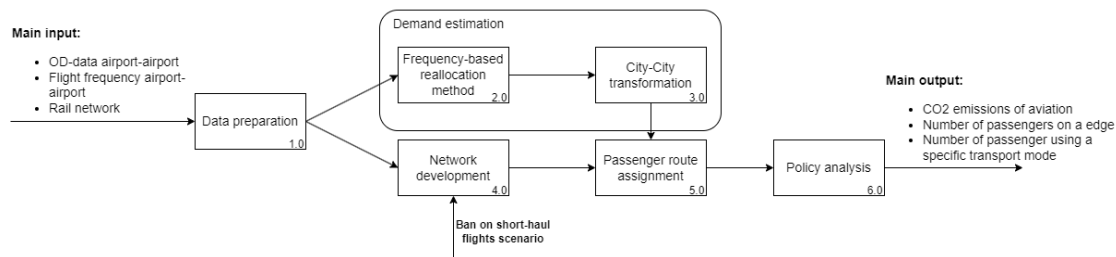 Main input:
• OD-data airport-airport
• Flight frequency airport-
airport
• Rail network
Data preparation
1.0
Demand estimation
Frequency-based
reallocation
method
2.0
City-City
transformation
3.0
Network
development
4.0
Ban on short-haul
flights scenario
Passenger route
assignment
5.0
Policy analysis
6.0
Main output:
• CO2 emissions of aviation
• Number of passengers on a edge
• Number of passenger using a
specific transport mode